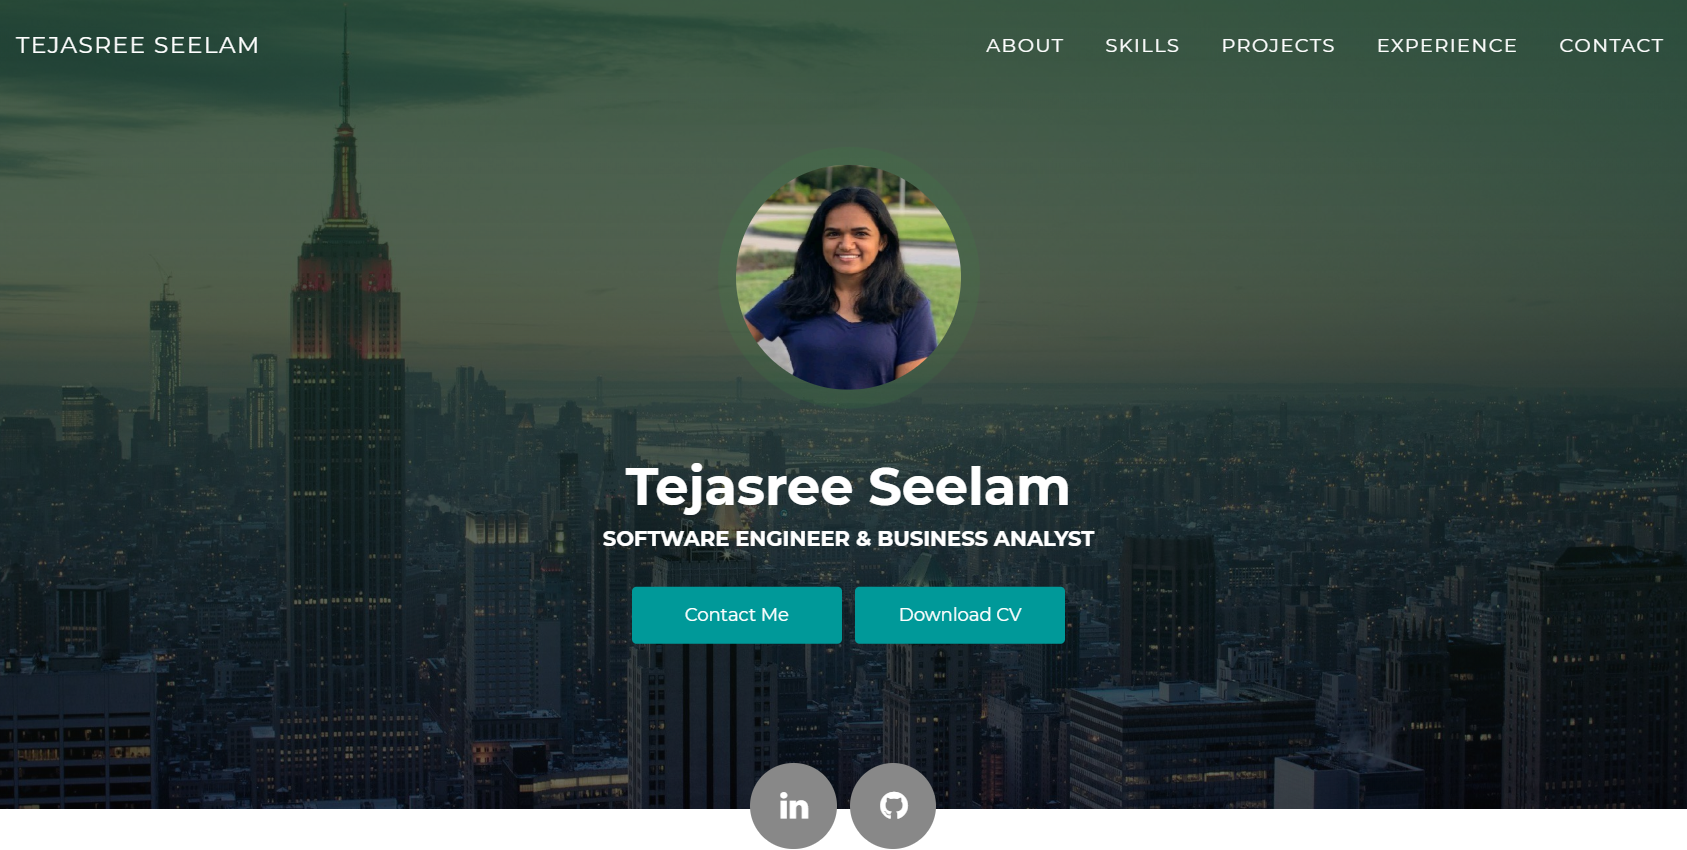 TEJASREE SEELAM
ABOUT SKILLS PROJECTS EXPERIENCE CONTACT
Tejasree Seelam
SOFTWARE ENGINEER & BUSINESS ANALYST
Contact Me Download CV
in